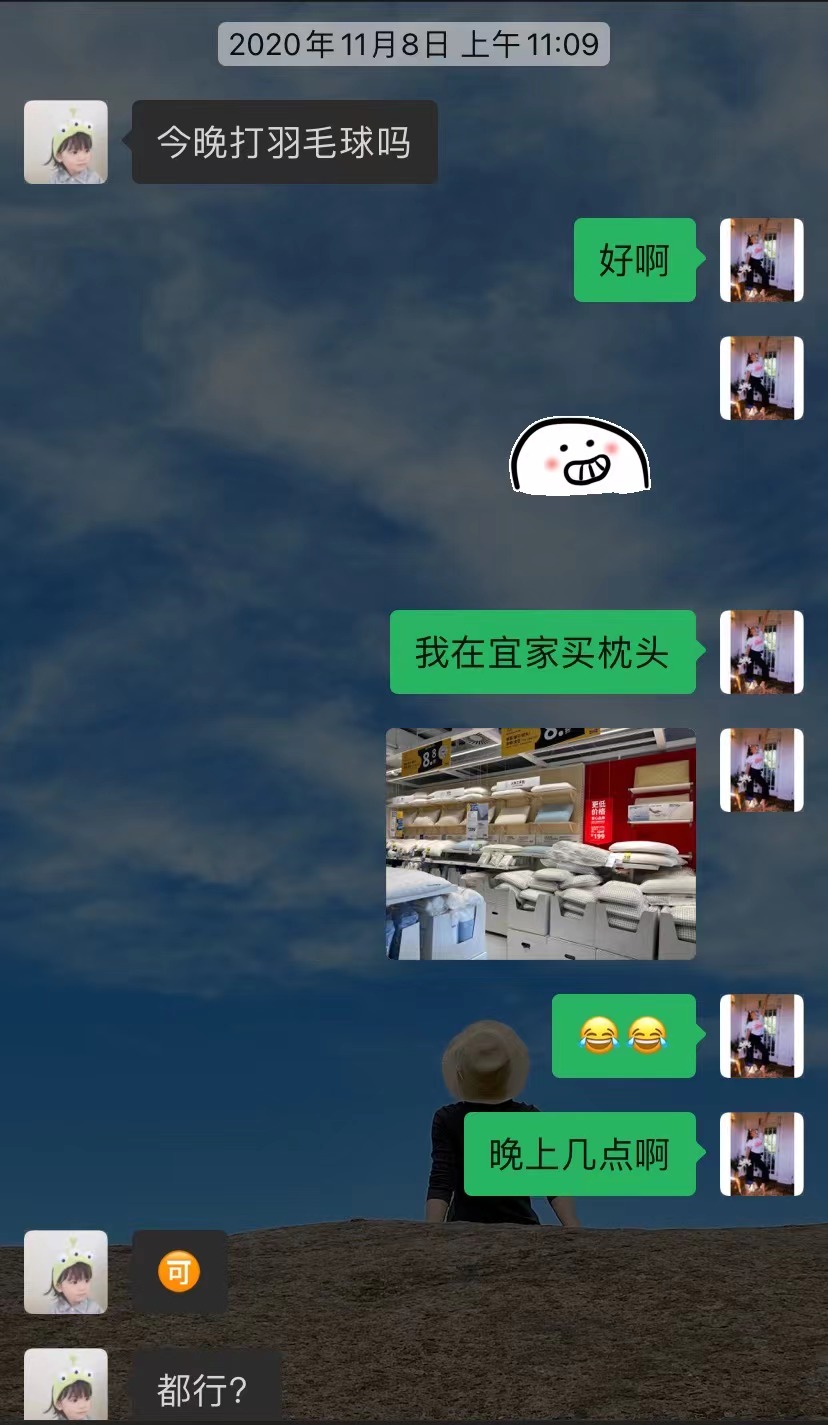 2020年11月8日 上午11:09
今晚打羽毛球吗
好啊
我在宜家买枕头
8.8
8.
更低
价格
199
😂😂
晚上几点啊
🉑
都行?